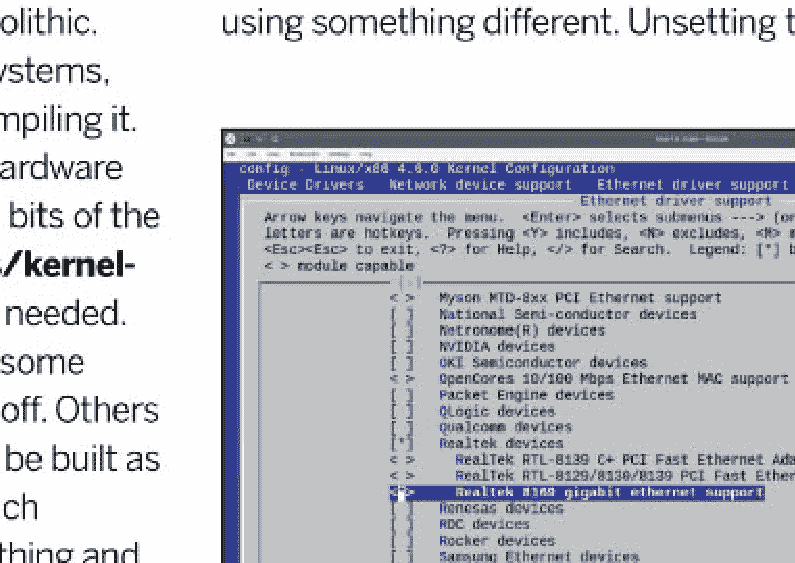 olithic.
ystems,
mpiling it.
ardware
bits of the
s/kernel-
needed.
some
off. Others
be built as
ch
thing and
using something different. Unsetting t
config - Linux/x86 4.8.0 Kernel Configuration
Device Drivers Network device support Ethernet driver support
Ethernet driver support
Arrow keys navigate the menu. <Enter> selects submenus ---> (or
letters are hotkeys. Pressing <Y> includes, <N> excludes, <M> m
<Esc><Esc> to exit, <?> for Help, </> for Search. Legend: [*] b
< > module capable
< > Myson MTD-8xx PCI Ethernet support
[ ] National Semi-conductor devices
[ ] Netronome(R) devices
[ ] NVIDIA devices
[ ] OKI Semiconductor devices
< > OpenCores 10/100 Mbps Ethernet MAC support
[ ] Packet Engine devices
[ ] QLogic devices
[ ] Qualcomm devices
[*] Realtek devices
< > RealTek RTL-8139 C+ PCI Fast Ethernet Ada
< > RealTek RTL-8129/8130/8139 PCI Fast Ether
< > Realtek 8169 gigabit ethernet support
[ ] Renesas devices
[ ] RDC devices
[ ] Rocker devices
[ ] Samsung Ethernet devices